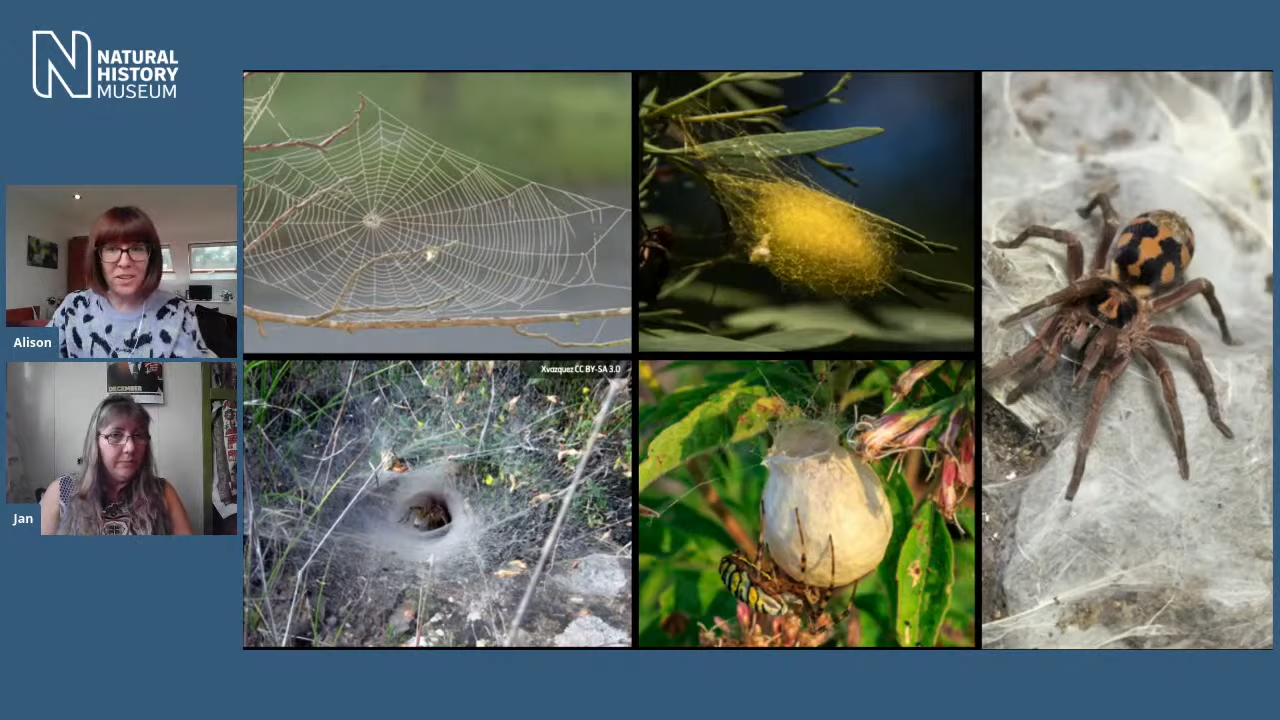 NATURAL
HISTORY
MUSEUM
Alison
DECEMBER
Jan
Xvazquez CC BY-SA 3.0